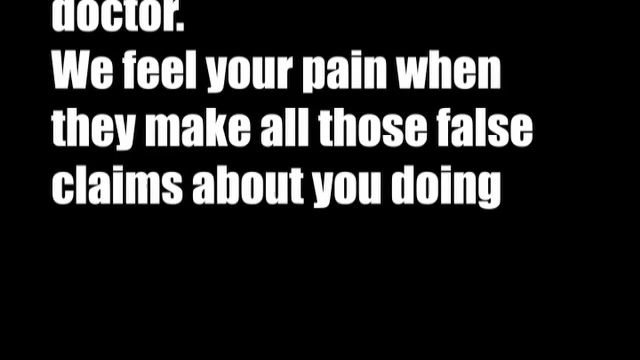 doctor.
We feel your pain when
they make all those false
claims about you doing